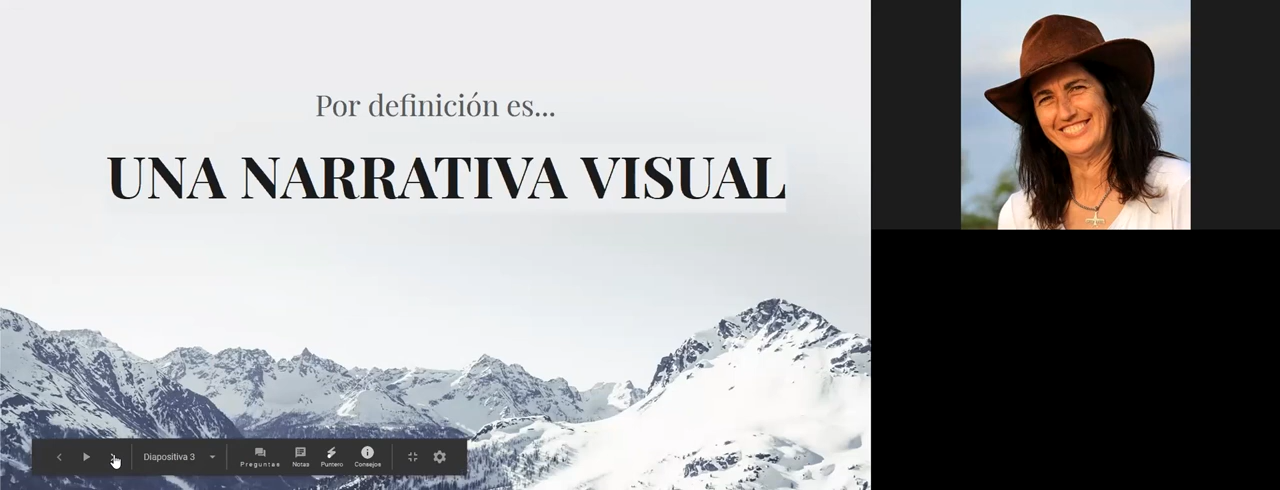 Por definición es...
UNA NARRATIVA VISUAL
Diapositiva 3
Preguntas
Notas
Puntero
Consejos